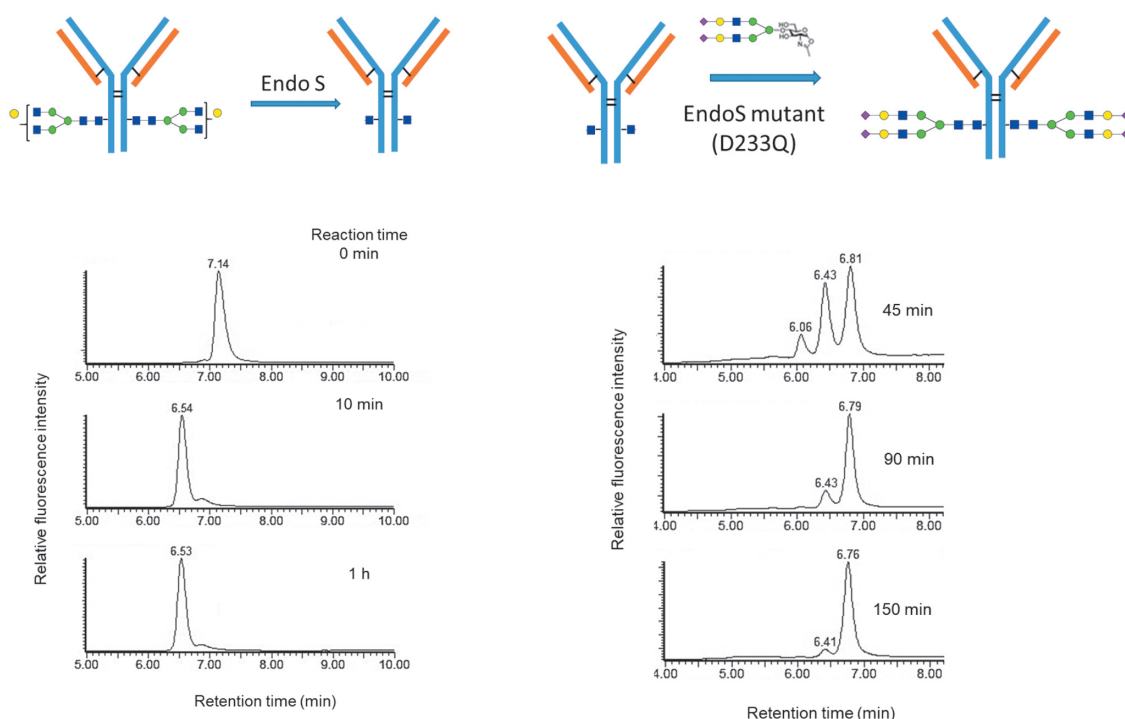 Endo S
EndoS mutant
(D233Q)
HO
HO
O
O
N
Reaction time
0 min
7.14
5.00 6.00 7.00 8.00 9.00 10.00
10 min
6.54
5.00 6.00 7.00 8.00 9.00 10.00
1 h
6.53
5.00 6.00 7.00 8.00 9.00 10.00
Relative fluorescence intensity
Retention time (min)
45 min
6.06 6.43 6.81
4.00 5.00 6.00 7.00 8.00
90 min
6.43 6.79
4.00 5.00 6.00 7.00 8.00
150 min
6.41 6.76
4.00 5.00 6.00 7.00 8.00
Relative fluorescence intensity
Retention time (min)